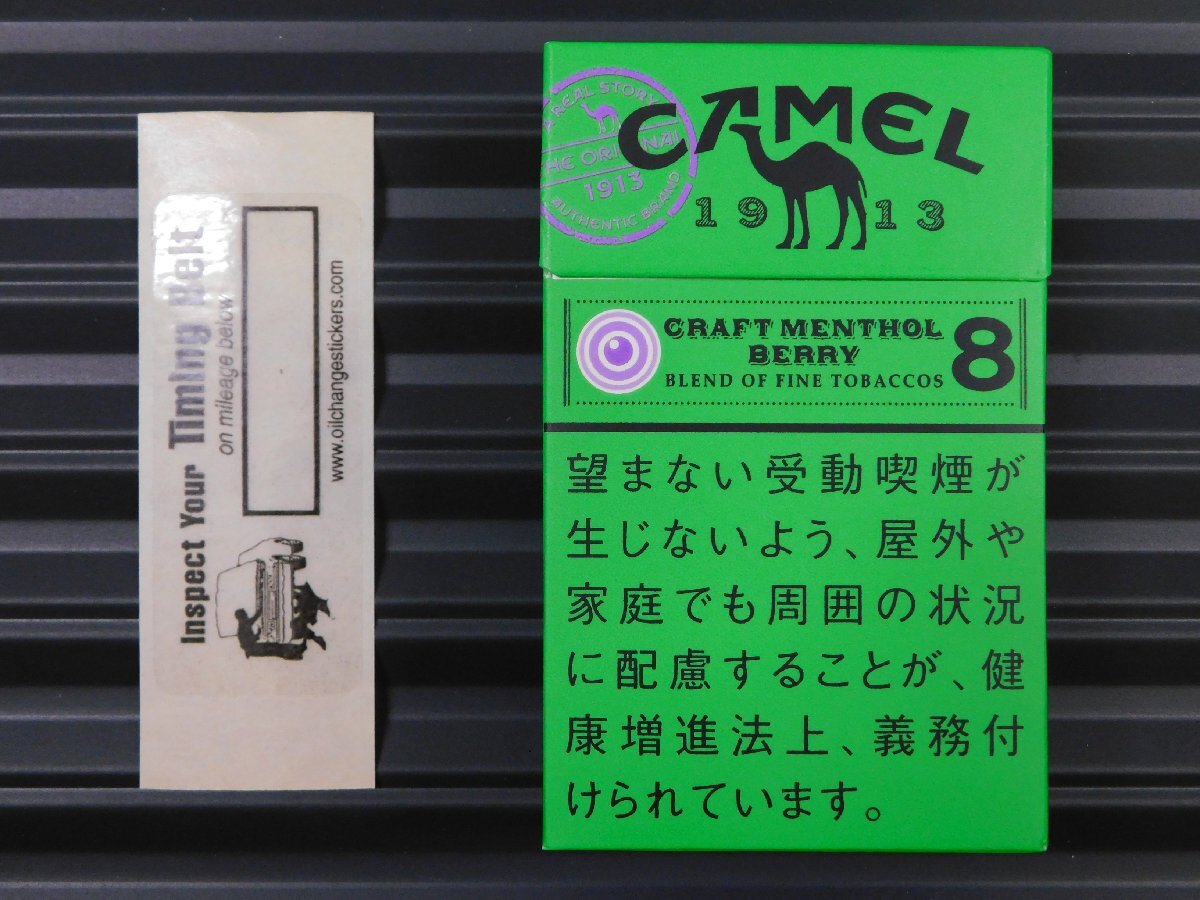 Inspect Your Timing Belt
on mileage below
www.oilchangestickers.com
A REAL STORY
THE ORIGINAL
1913
AUTHENTIC BRAND
CAMEL
1913
CRAFT MENTHOL
BERRY
BLEND OF FINE TOBACCOS
8
望まない受動喫煙が
生じないよう、屋外や
家庭でも周囲の状況
に配慮することが、健
康増進法上、義務付
けられています。